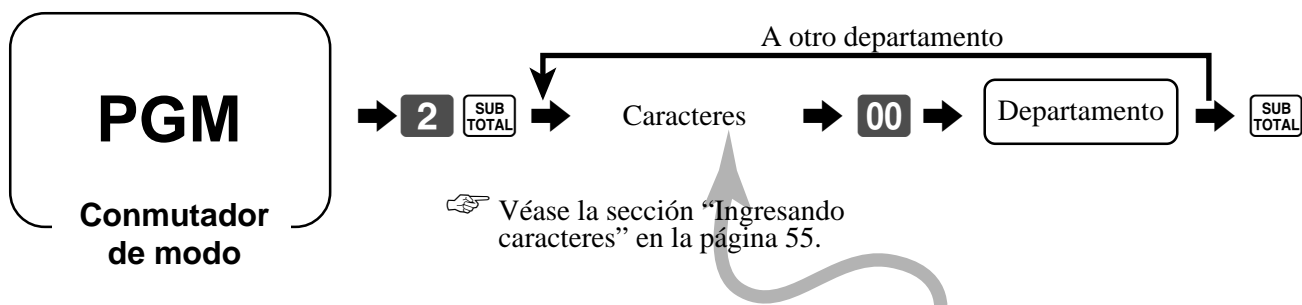 A otro departamento
PGM
2 SUB TOTAL Caracteres 00 Departamento SUB TOTAL
Conmutador
de modo
☞ Véase la sección “Ingresando
caracteres” en la página 55.